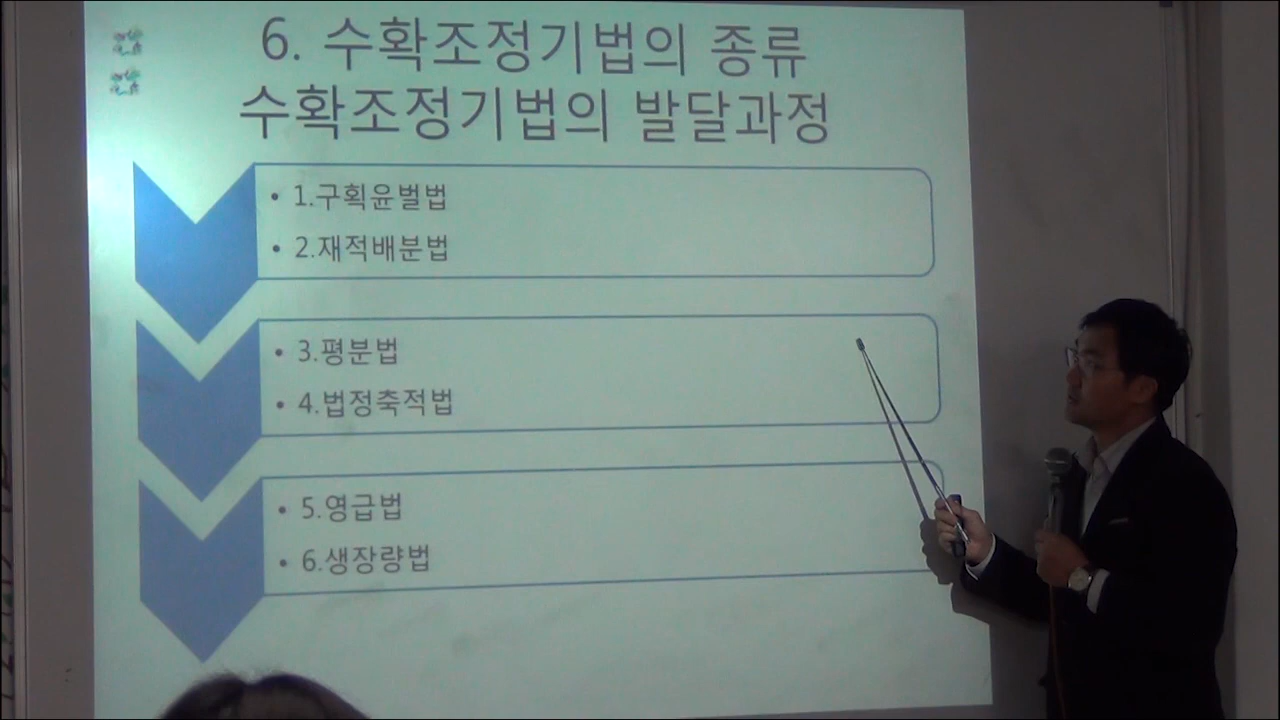 6. 수확조정기법의 종류
수확조정기법의 발달과정
• 1.구획윤벌법
• 2.재적배분법
• 3.평분법
• 4.법정축적법
• 5.영급법
• 6.생장량법